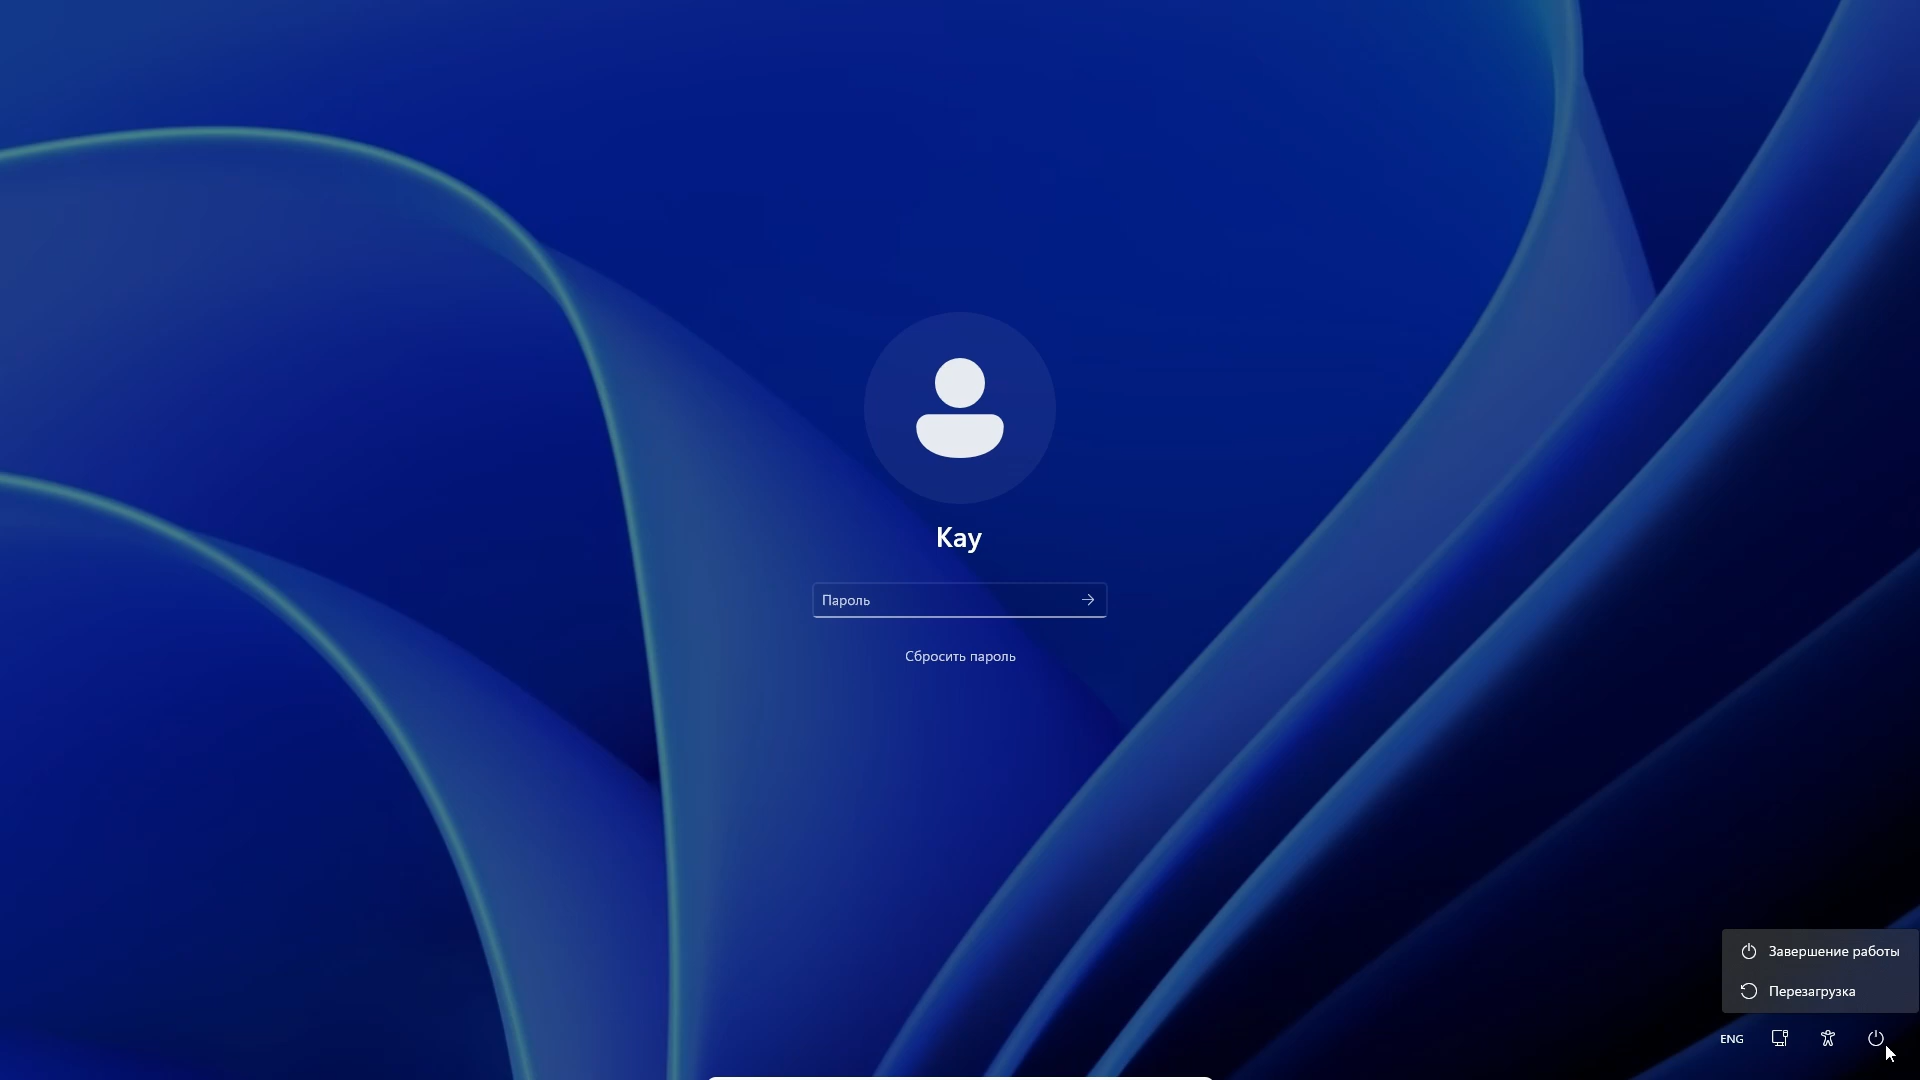 Kay
Пароль
Сбросить пароль
Завершение работы
Перезагрузка
ENG